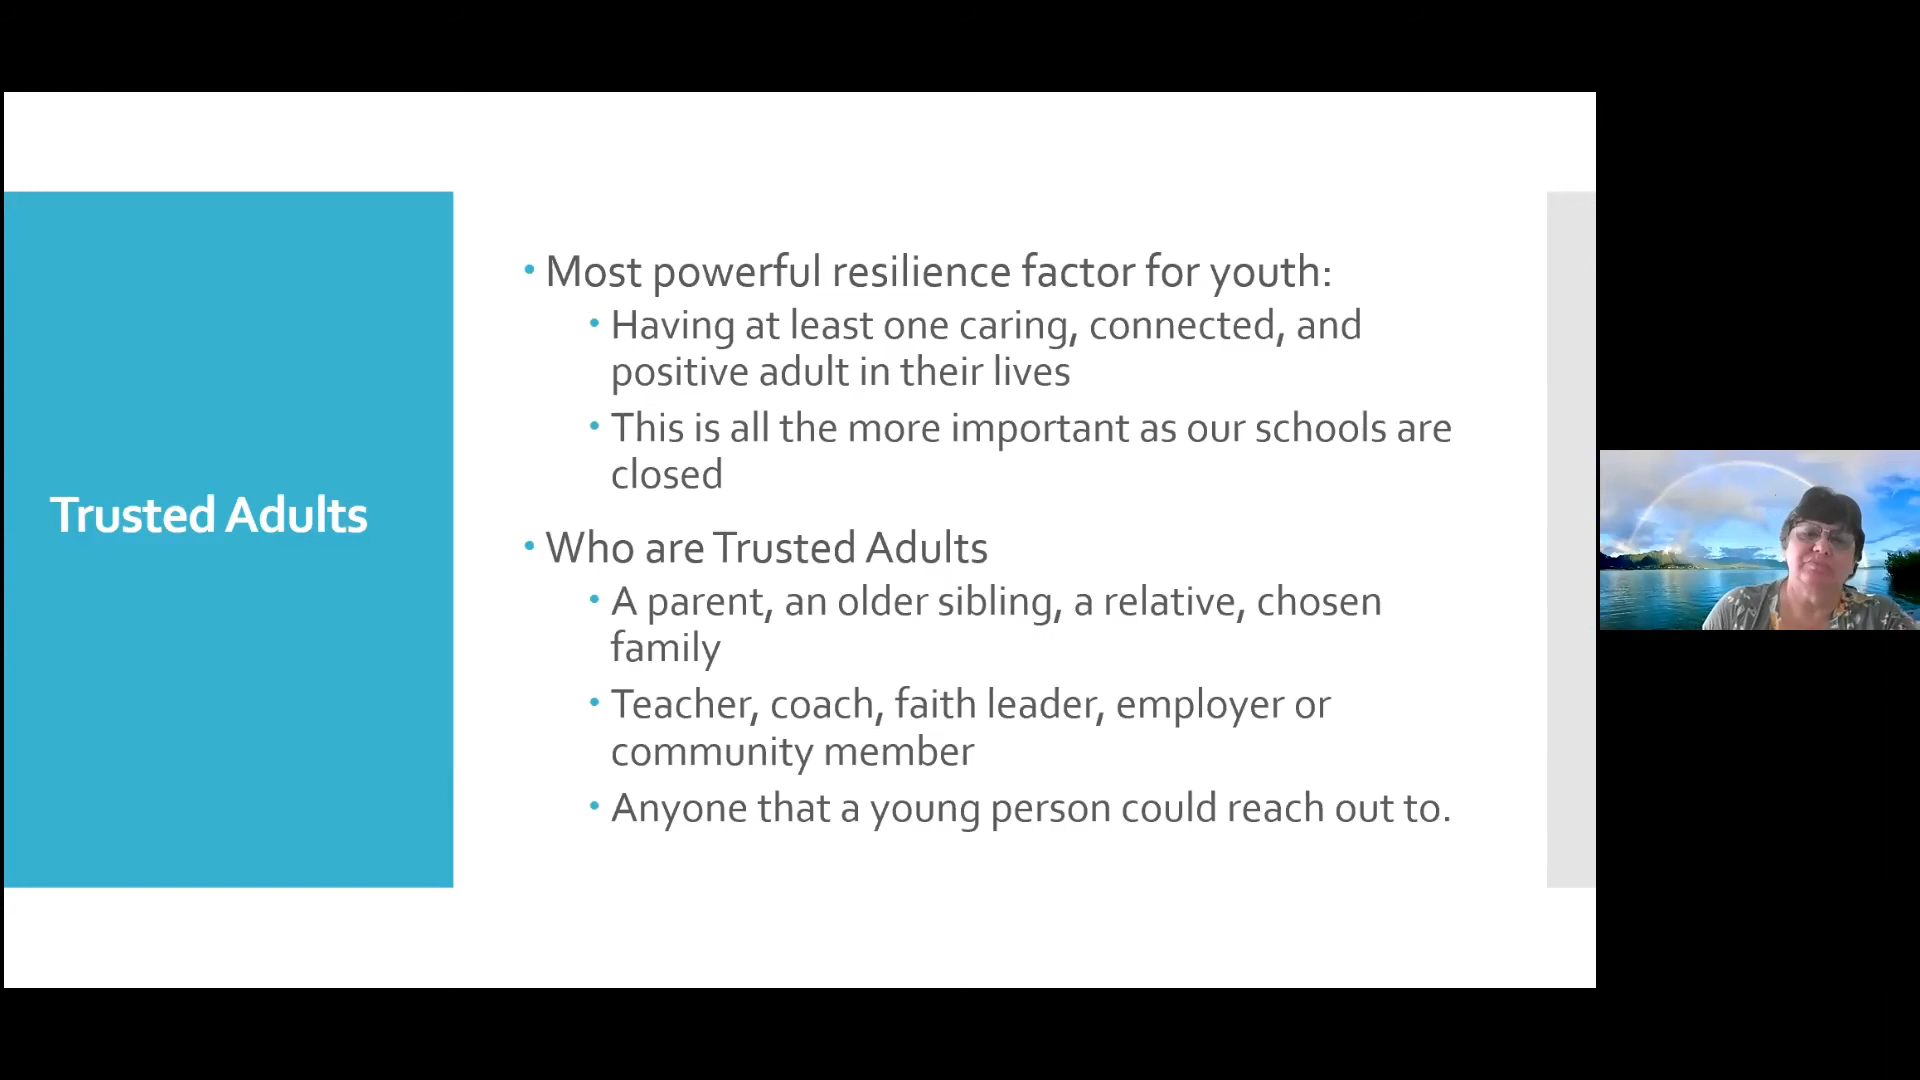 Trusted Adults
• Most powerful resilience factor for youth:
• Having at least one caring, connected, and
positive adult in their lives
• This is all the more important as our schools are
closed
• Who are Trusted Adults
• A parent, an older sibling, a relative, chosen
family
• Teacher, coach, faith leader, employer or
community member
• Anyone that a young person could reach out to.